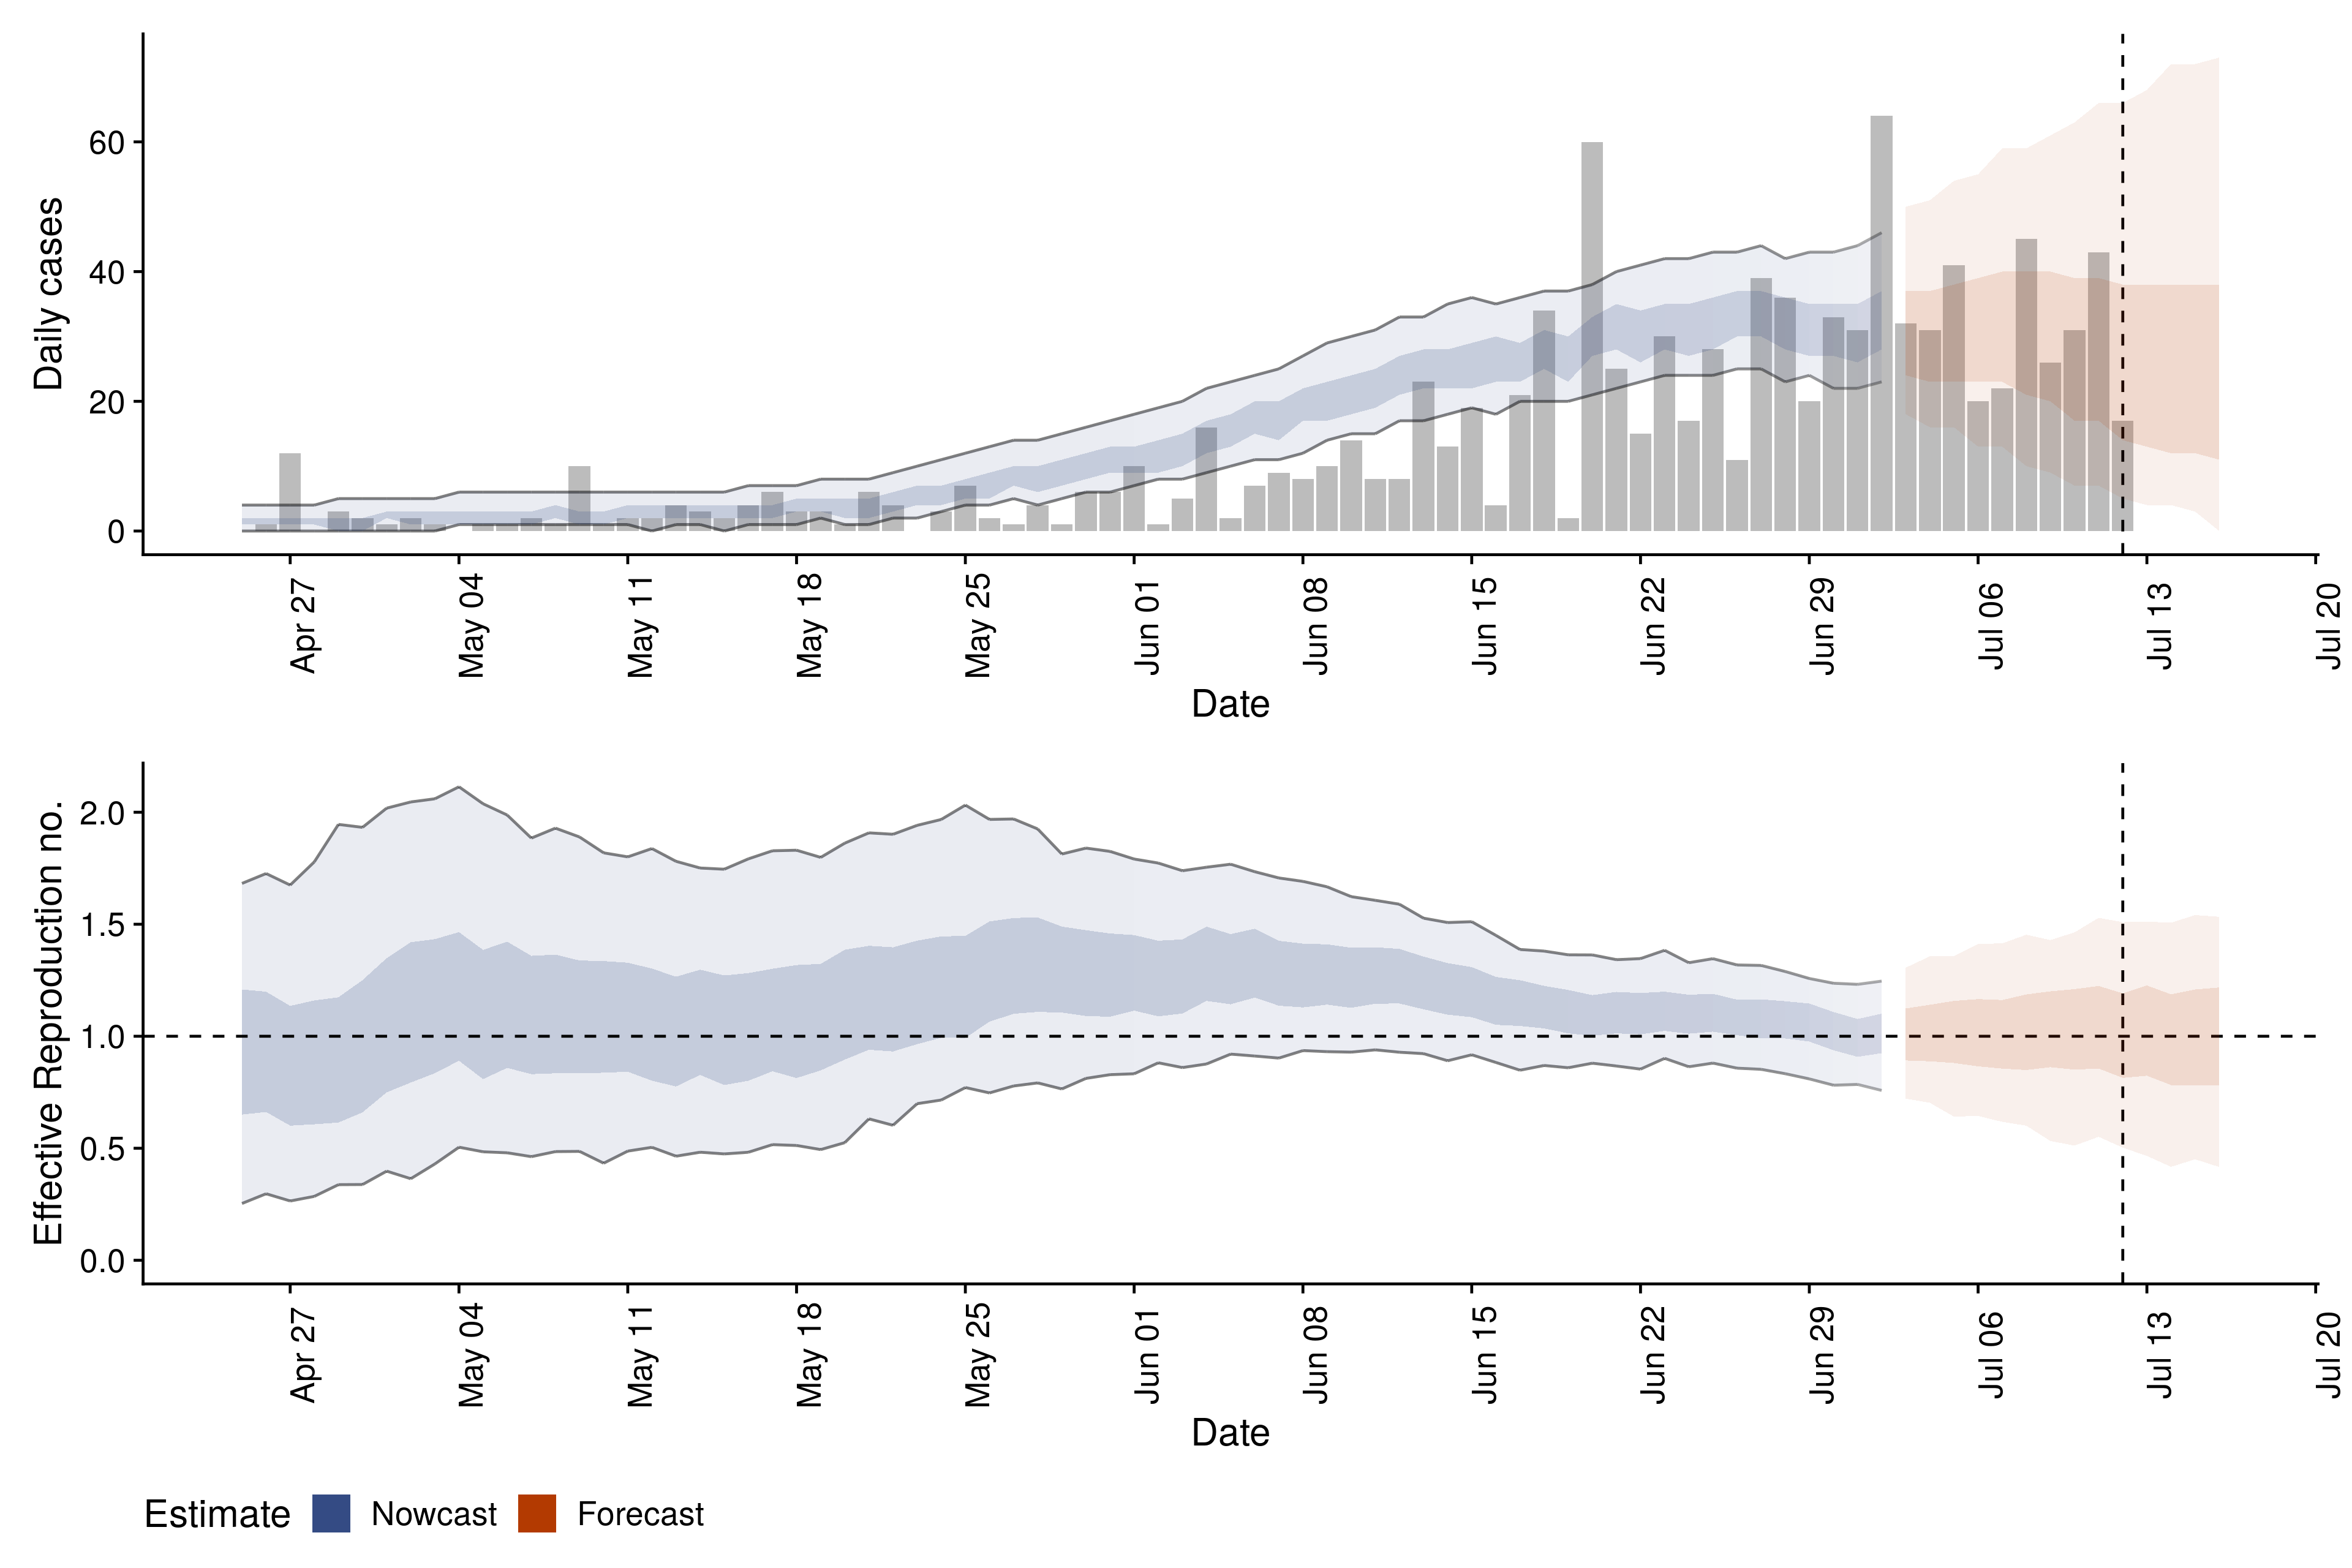 Daily cases
60
40
20
0
Apr 27
May 04
May 11
May 18
May 25
Jun 01
Jun 08
Jun 15
Jun 22
Jun 29
Jul 06
Jul 13
Jul 20
Date
Effective Reproduction no.
2.0
1.5
1.0
0.5
0.0
Apr 27
May 04
May 11
May 18
May 25
Jun 01
Jun 08
Jun 15
Jun 22
Jun 29
Jul 06
Jul 13
Jul 20
Date
Estimate Nowcast Forecast